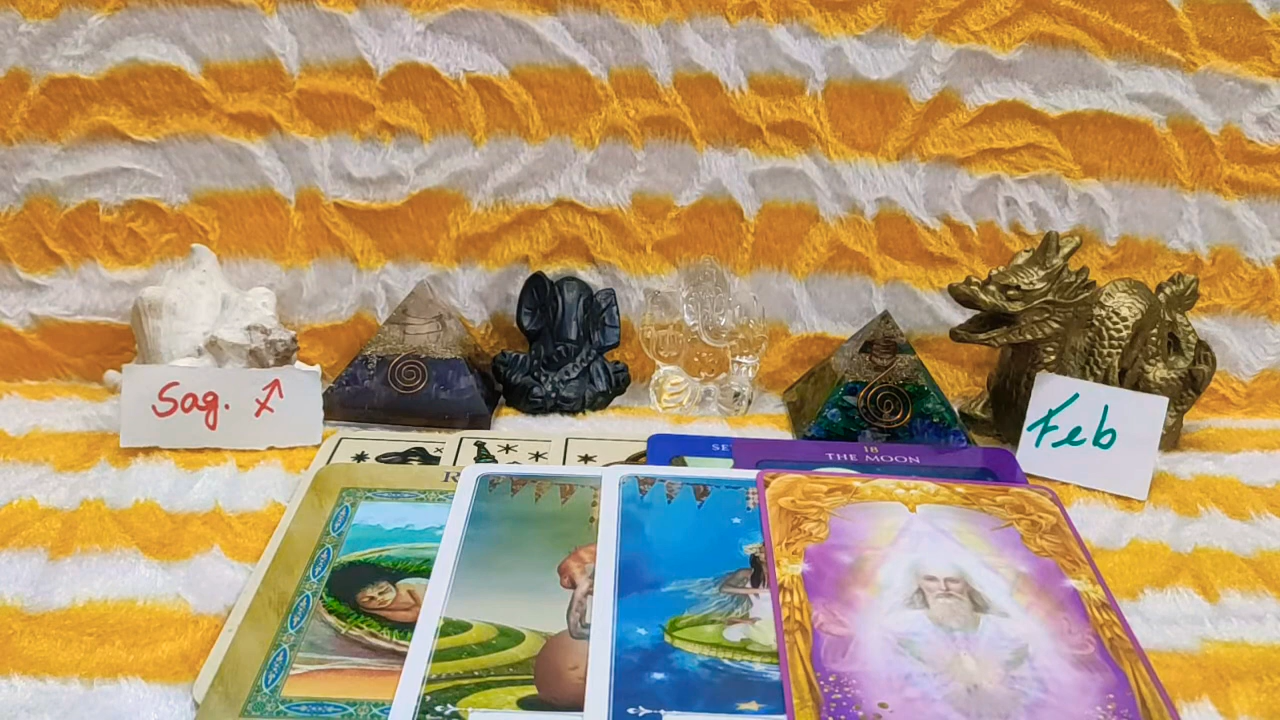 Sag. ♐
Feb
18
THE MOON